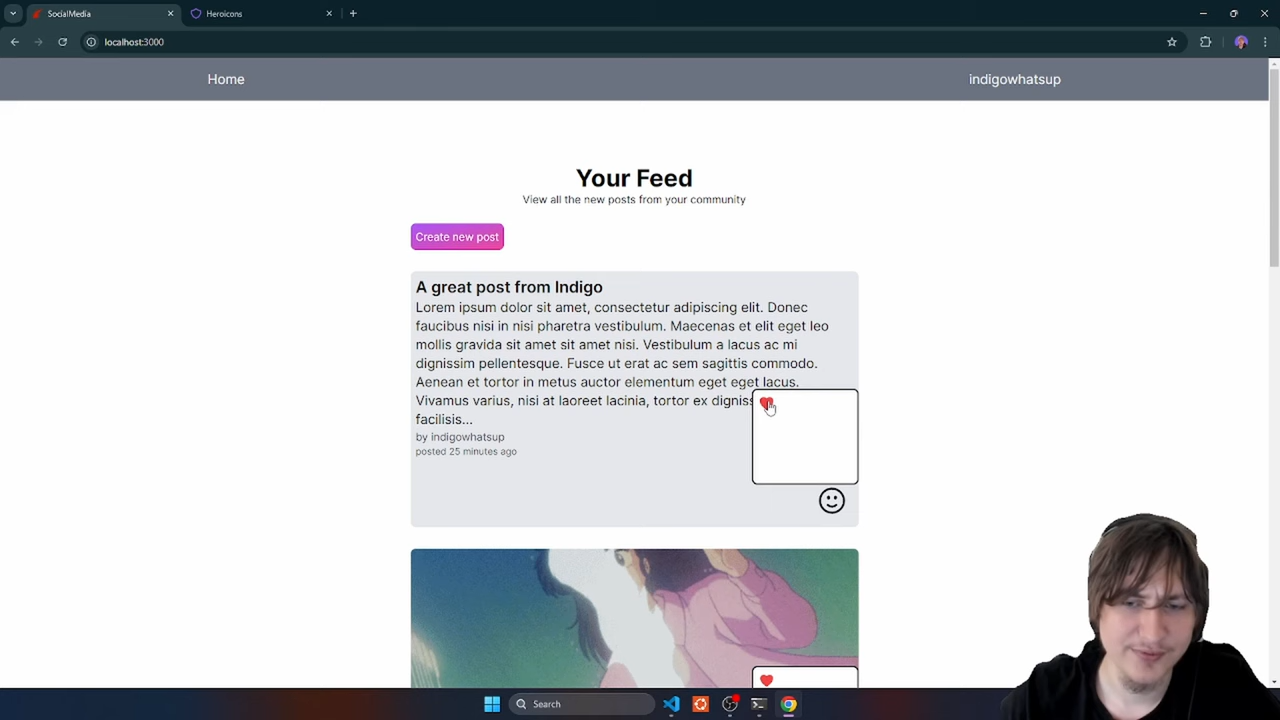 SocialMedia
Heroicons
localhost:3000
Home
indigowhatsup
Your Feed
View all the new posts from your community
Create new post
A great post from Indigo
Lorem ipsum dolor sit amet, consectetur adipiscing elit. Donec
faucibus nisi in nisi pharetra vestibulum. Maecenas et elit eget leo
mollis gravida sit amet sit amet nisi. Vestibulum a lacus ac mi
dignissim pellentesque. Fusce ut erat ac sem sagittis commodo.
Aenean et tortor in metus auctor elementum eget eget lacus.
Vivamus varius, nisi at laoreet lacinia, tortor ex digniss
facilisis...
by indigowhatsup
posted 25 minutes ago
Search